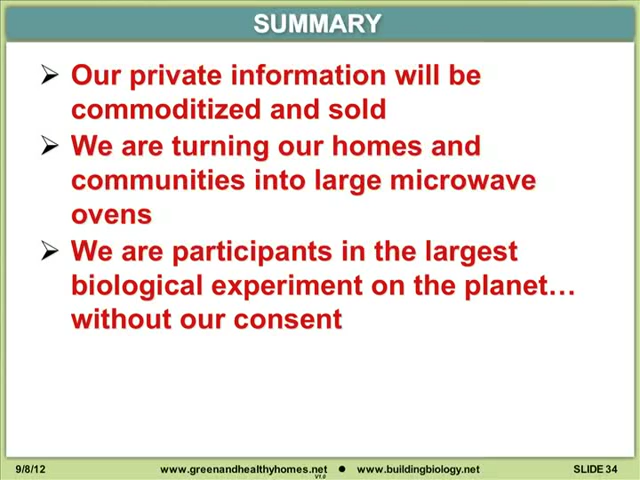 SUMMARY
➢ Our private information will be
commoditized and sold
➢ We are turning our homes and
communities into large microwave
ovens
➢ We are participants in the largest
biological experiment on the planet…
without our consent
9/8/12 www.greenandhealthyhomes.net ● www.buildingbiology.net SLIDE 34
V1.0